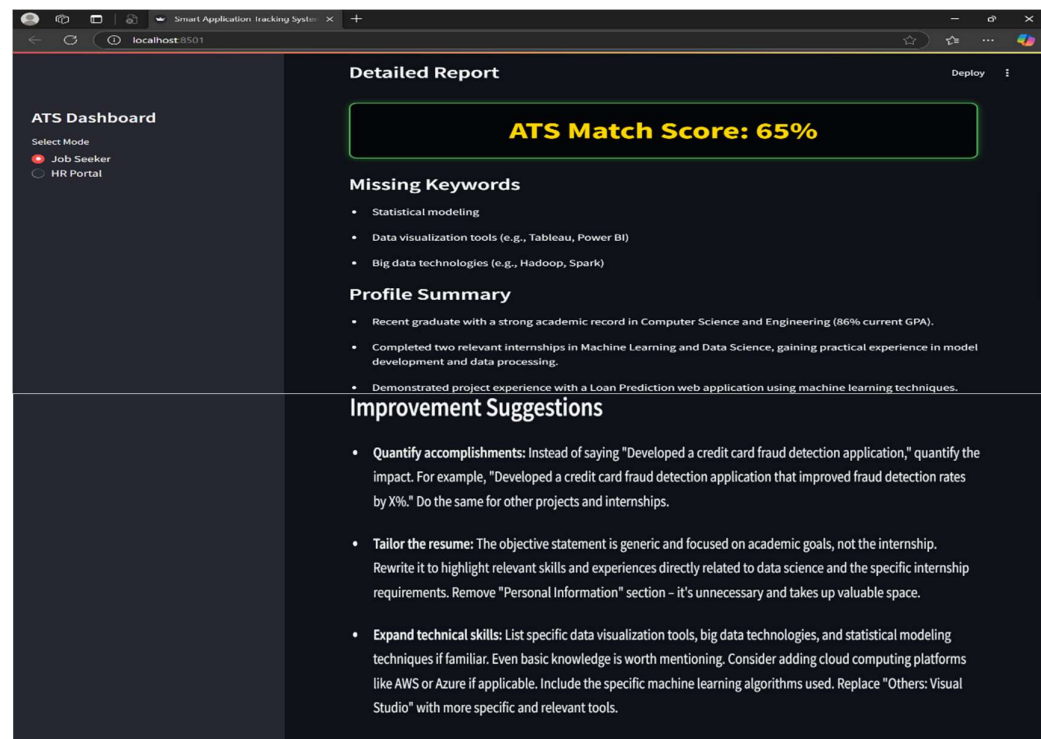 Smart Application Tracking System
localhost:8501
Detailed Report
Deploy
ATS Dashboard
Select Mode
Job Seeker
HR Portal
ATS Match Score: 65%
Missing Keywords
• Statistical modeling
• Data visualization tools (e.g., Tableau, Power BI)
• Big data technologies (e.g., Hadoop, Spark)
Profile Summary
• Recent graduate with a strong academic record in Computer Science and Engineering (86% current GPA).
• Completed two relevant internships in Machine Learning and Data Science, gaining practical experience in model
development and data processing.
• Demonstrated project experience with a Loan Prediction web application using machine learning techniques.
Improvement Suggestions
• Quantify accomplishments: Instead of saying "Developed a credit card fraud detection application," quantify the
impact. For example, "Developed a credit card fraud detection application that improved fraud detection rates
by X%." Do the same for other projects and internships.
• Tailor the resume: The objective statement is generic and focused on academic goals, not the internship.
Rewrite it to highlight relevant skills and experiences directly related to data science and the specific internship
requirements. Remove "Personal Information" section – it's unnecessary and takes up valuable space.
• Expand technical skills: List specific data visualization tools, big data technologies, and statistical modeling
techniques if familiar. Even basic knowledge is worth mentioning. Consider adding cloud computing platforms
like AWS or Azure if applicable. Include the specific machine learning algorithms used. Replace "Others: Visual
Studio" with more specific and relevant tools.